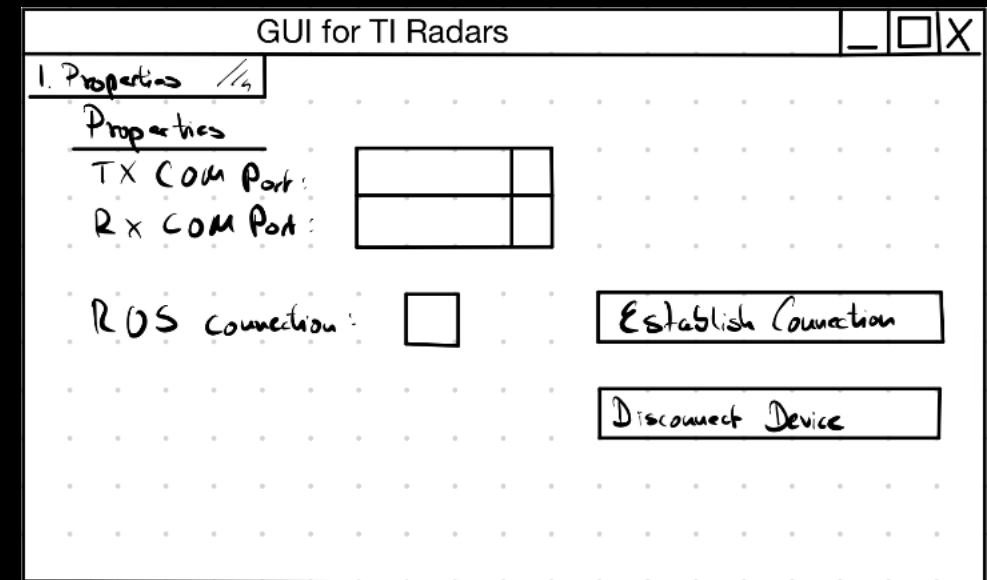 GUI for TI Radars
1. Properties
Properties
TX COM Port:
Rx COM Port:
ROS connection:
Establish Connection
Disconnect Device